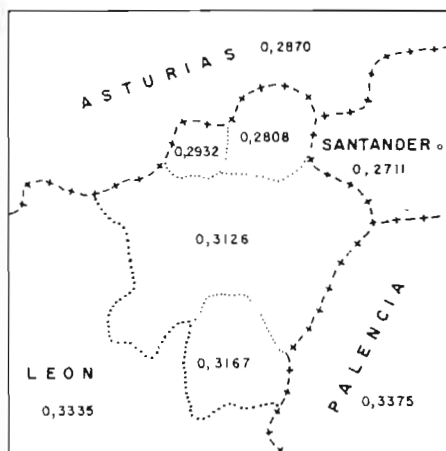 ASTURIAS 0,2870
0,2932
0,2808
SANTANDER
0,2711
0,3126
PALENCIA
0,3167
LEON
0,3335
0,3375